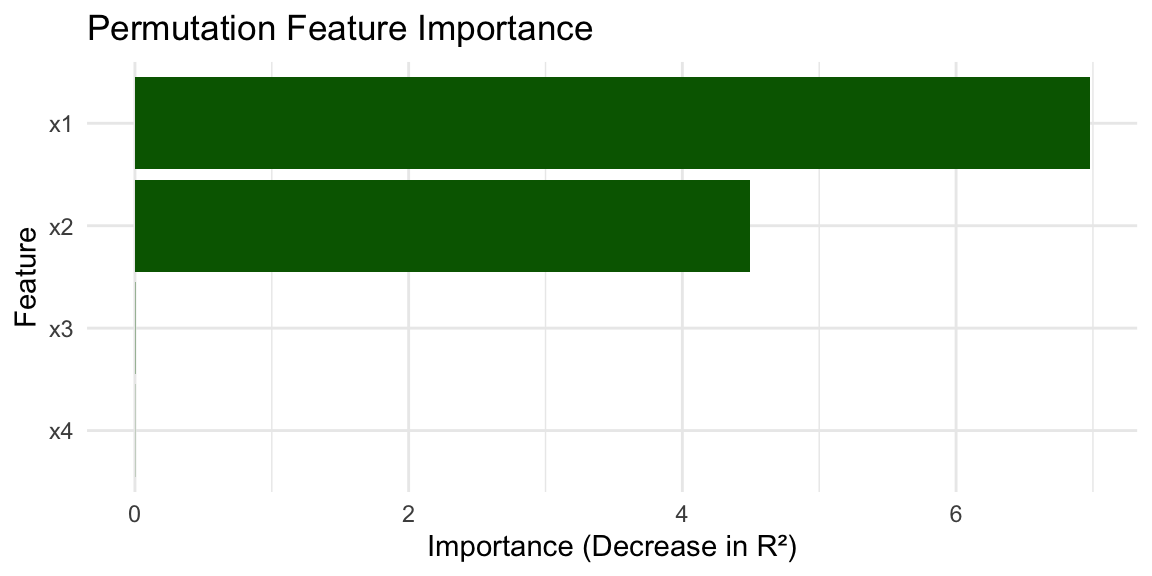 Permutation Feature Importance
x1
x2
x3
x4
Feature
0 2 4 6
Importance (Decrease in R²)